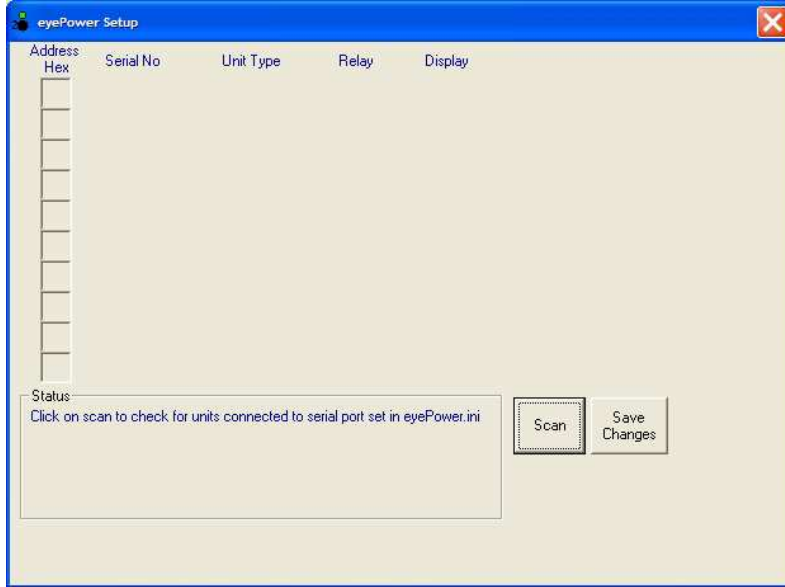 eyePower Setup
Address
Hex
Serial No
Unit Type
Relay
Display
Status
Click on scan to check for units connected to serial port set in eyePower.ini
Scan
Save
Changes